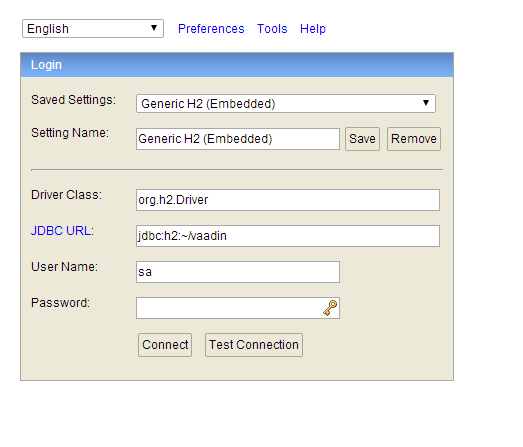 English Preferences Tools Help
Login
Saved Settings: Generic H2 (Embedded)
Setting Name: Generic H2 (Embedded) Save Remove
Driver Class: org.h2.Driver
JDBC URL: jdbc:h2:~/vaadin
User Name: sa
Password:
Connect Test Connection